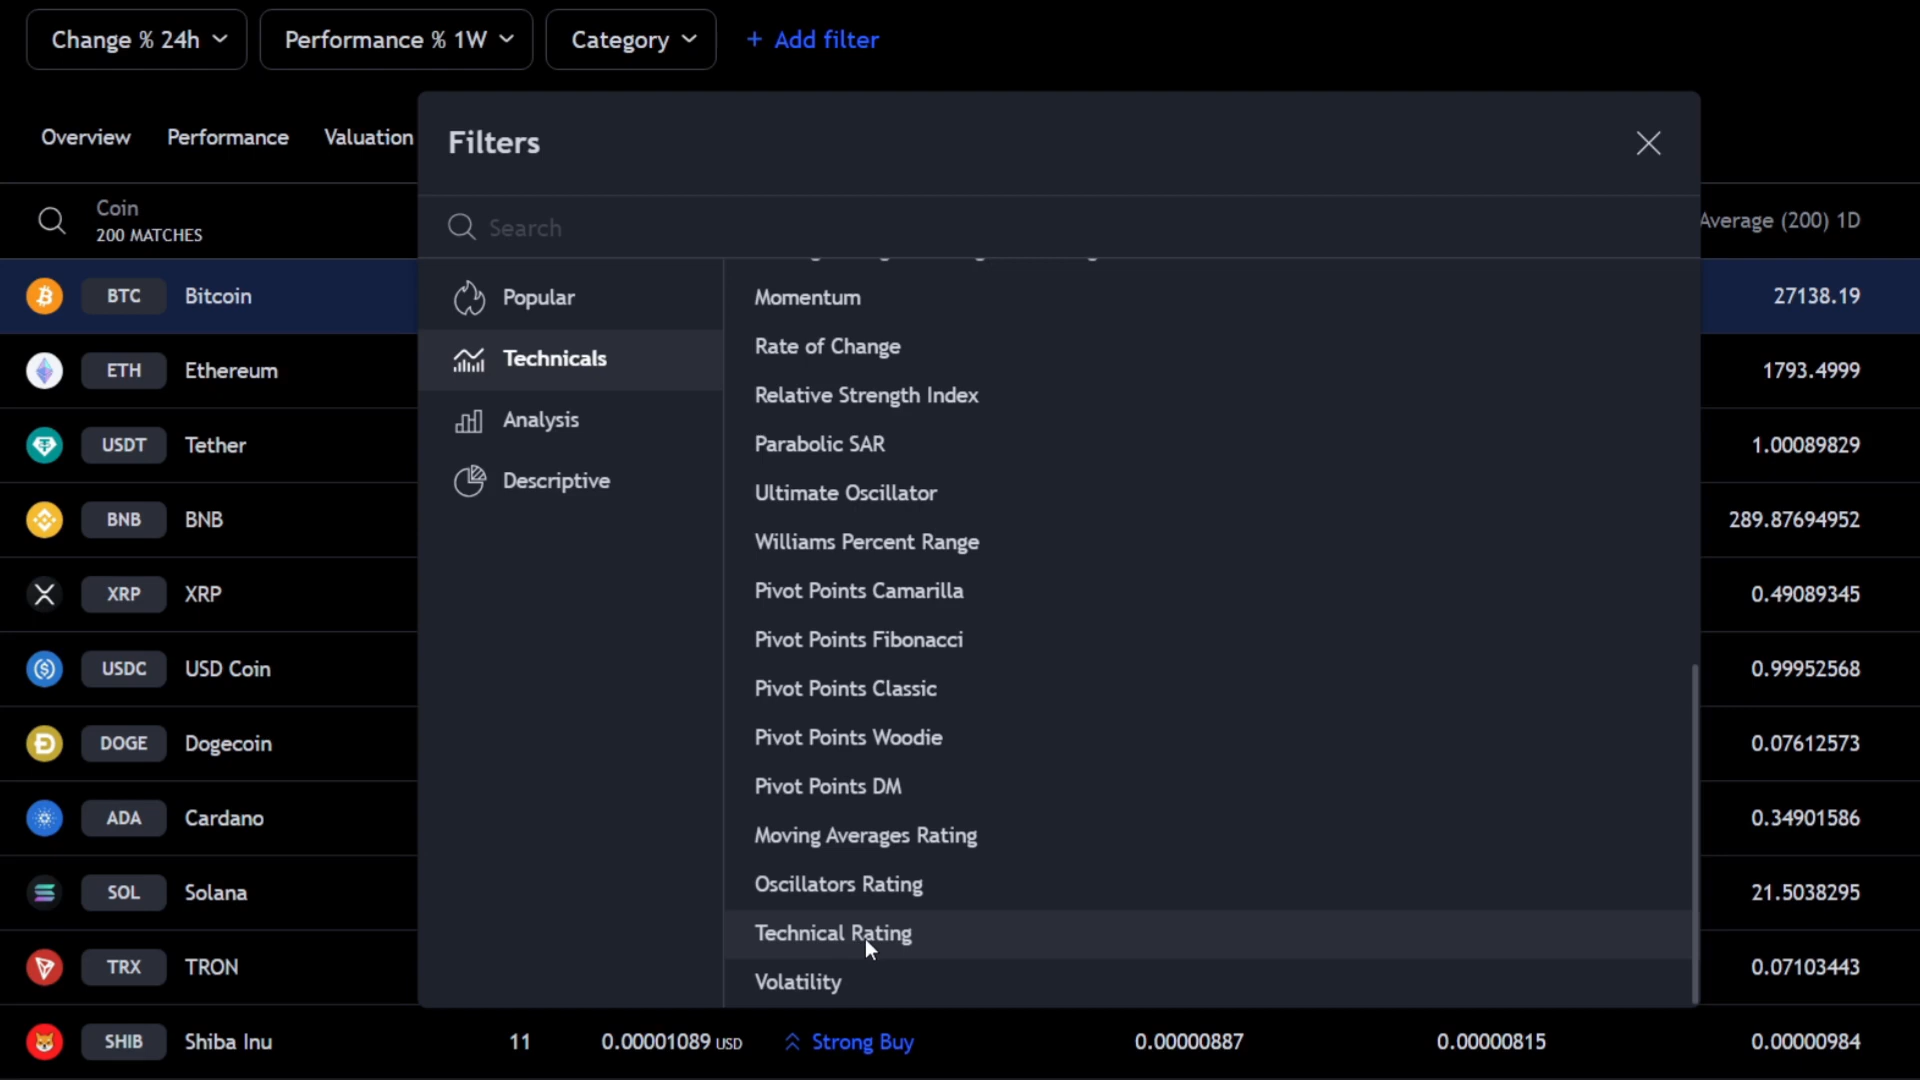 Change % 24h
Performance % 1W
Category
+ Add filter
Overview
Performance
Valuation
Filters
Coin
200 MATCHES
Search
Average (200) 1D
BTC Bitcoin 27138.19
ETH Ethereum 1793.4999
USDT Tether 1.00089829
BNB BNB 289.87694952
XRP XRP 0.49089345
USDC USD Coin 0.99952568
DOGE Dogecoin 0.07612573
ADA Cardano 0.34901586
SOL Solana 21.5038295
TRX TRON 0.07103443
SHIB Shiba Inu 11 0.00001089 USD Strong Buy 0.00000887 0.00000815 0.00000984
Popular
Technicals
Analysis
Descriptive
Momentum
Rate of Change
Relative Strength Index
Parabolic SAR
Ultimate Oscillator
Williams Percent Range
Pivot Points Camarilla
Pivot Points Fibonacci
Pivot Points Classic
Pivot Points Woodie
Pivot Points DM
Moving Averages Rating
Oscillators Rating
Technical Rating
Volatility